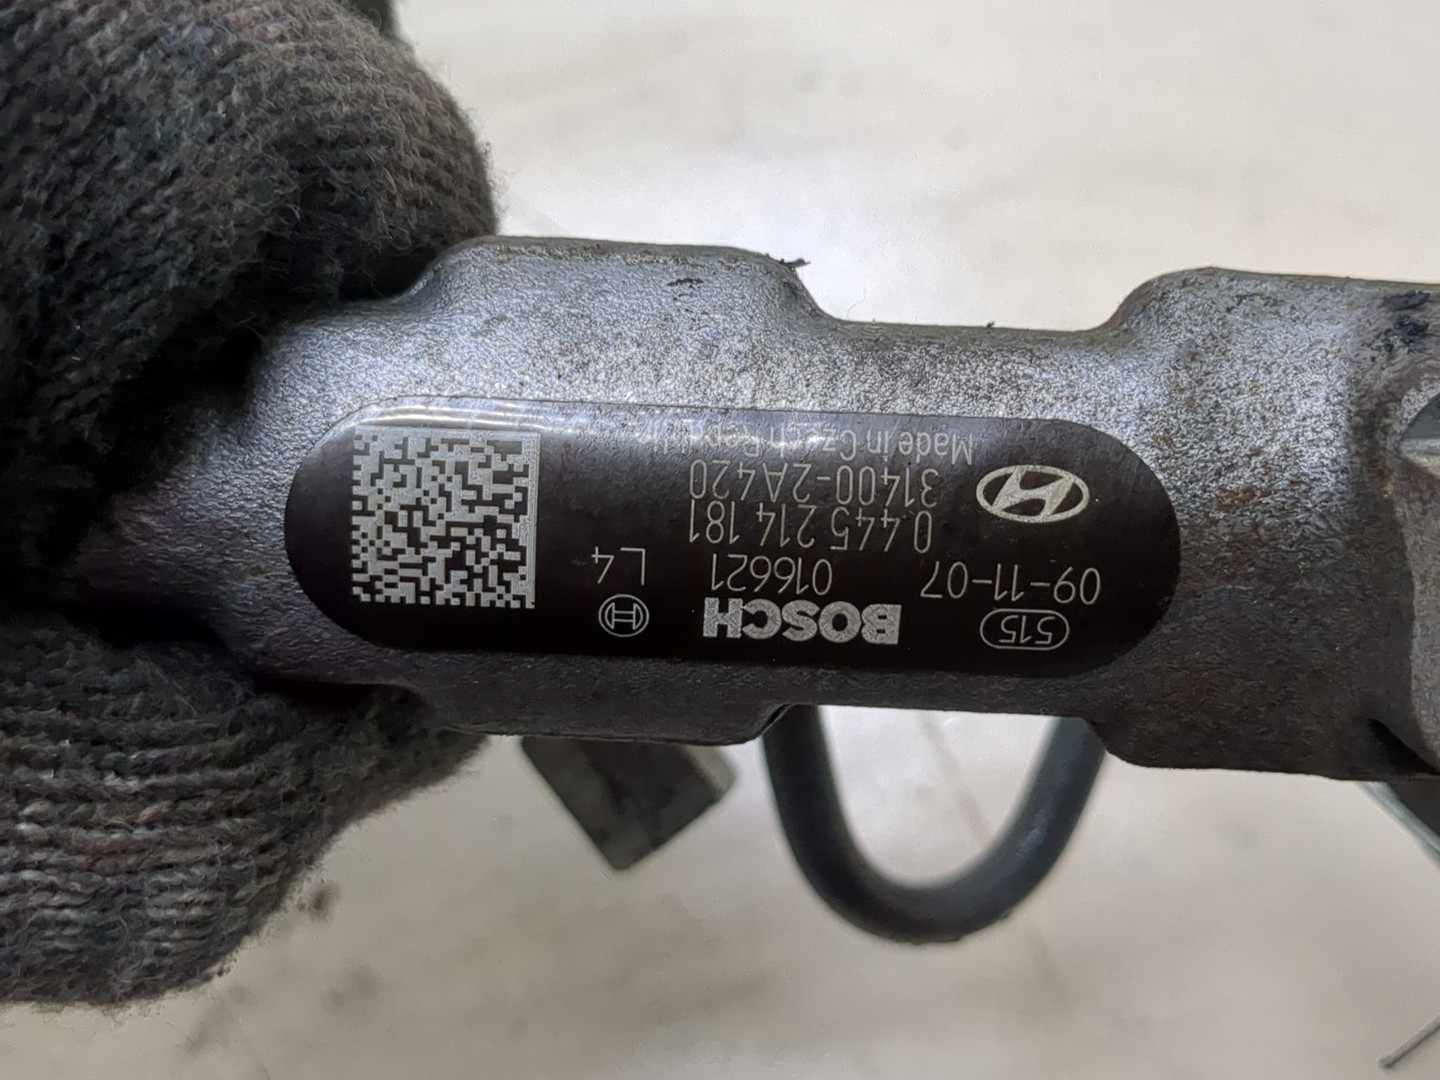 515 BOSCH
09-11-07 016621 L4
0 445 214 181
31400-2A420
Made in Czech Republic